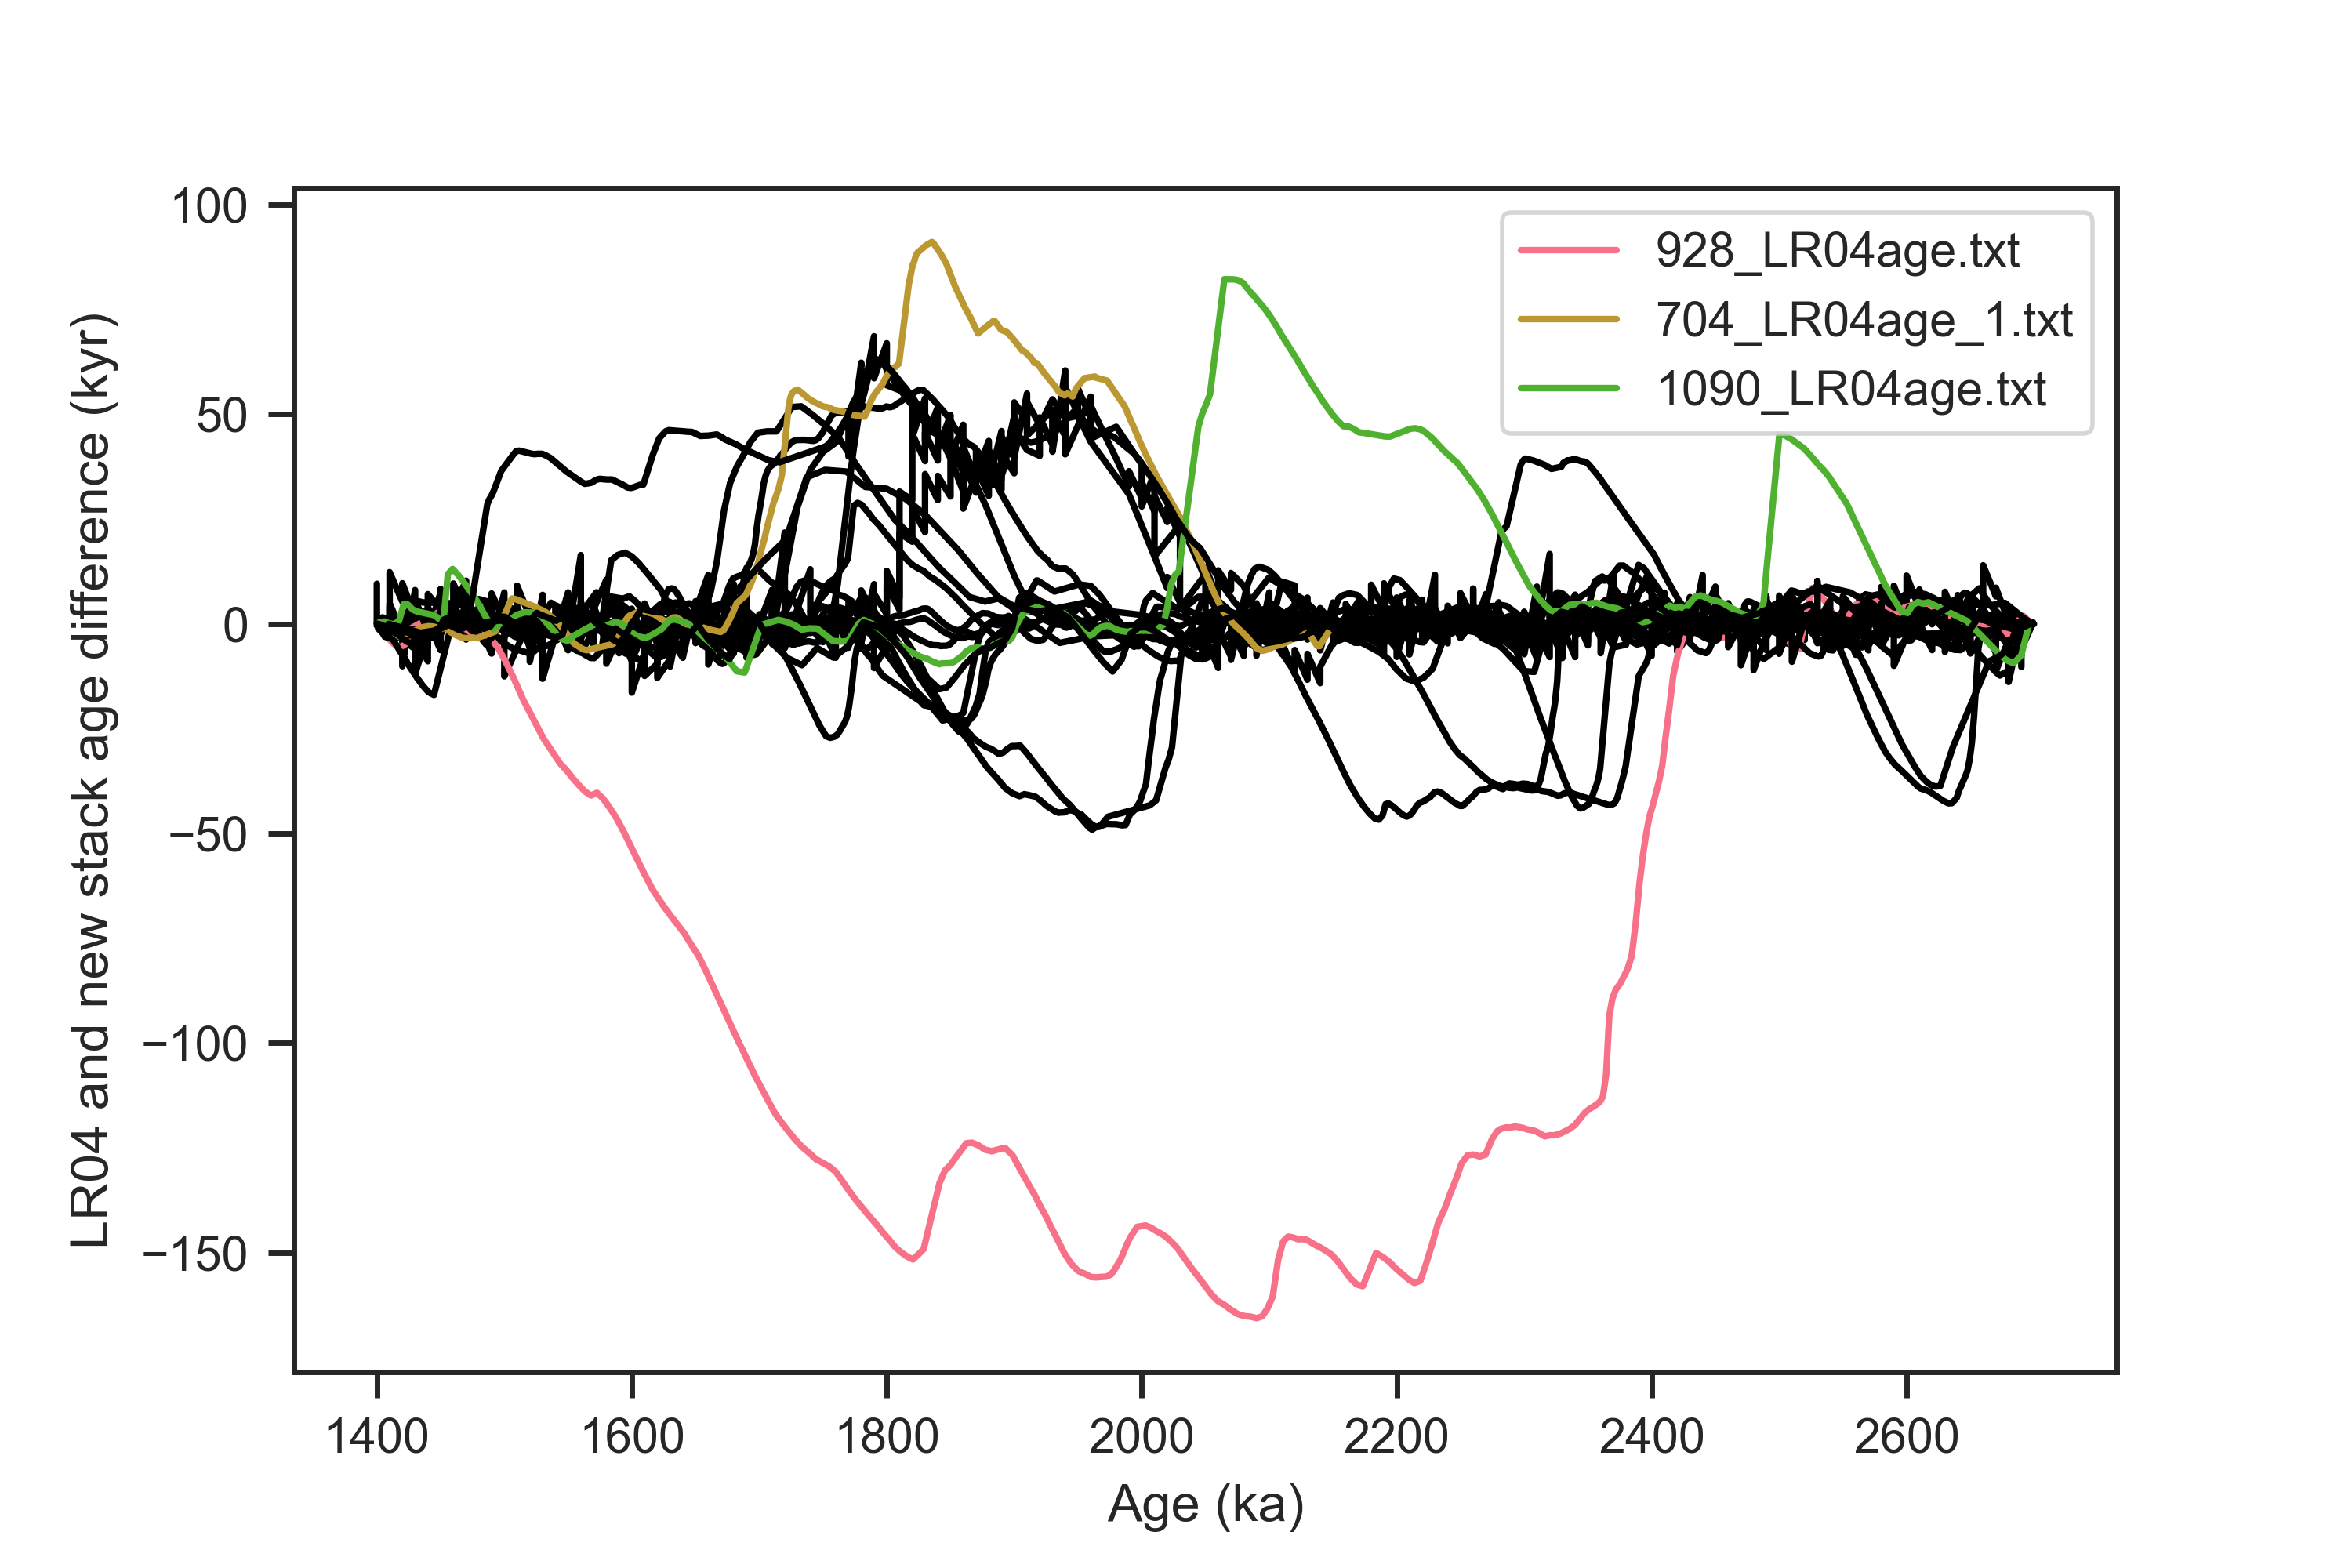 100
50
0
−50
−100
−150
LR04 and new stack age difference (kyr)
928_LR04age.txt
704_LR04age_1.txt
1090_LR04age.txt
1400 1600 1800 2000 2200 2400 2600
Age (ka)